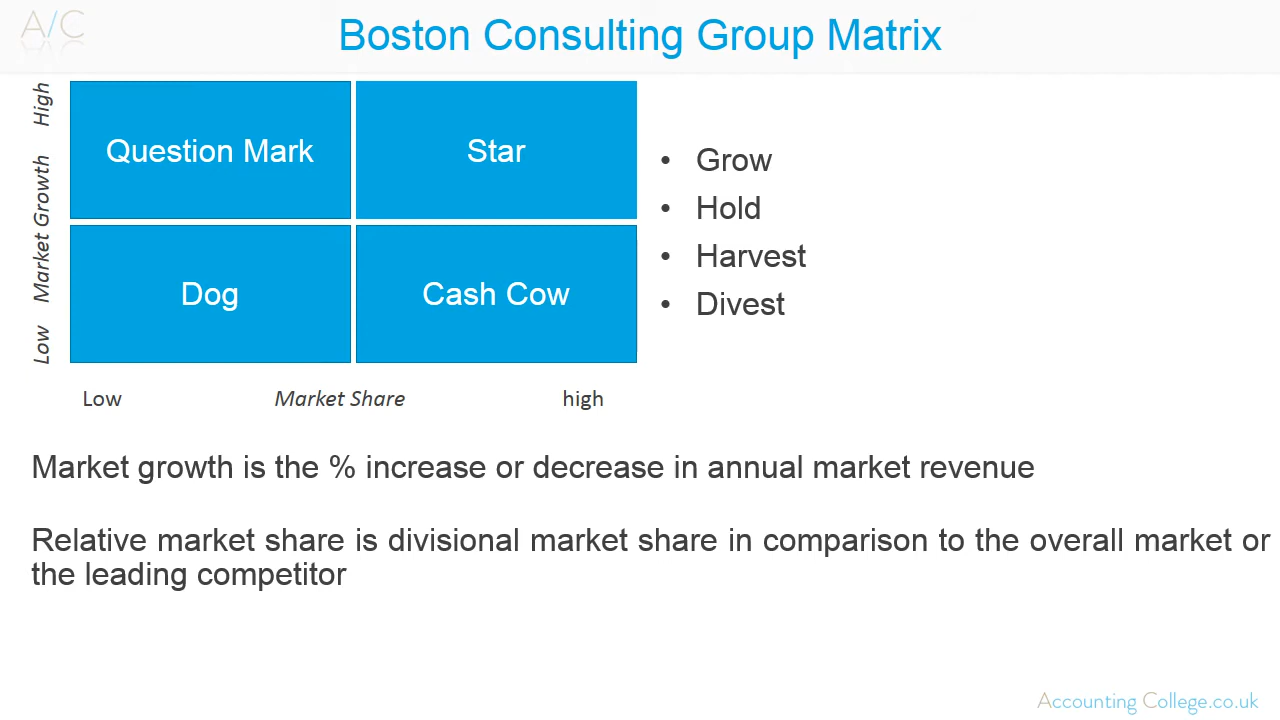 A/C
Boston Consulting Group Matrix
High
Market Growth
Low
Question Mark
Star
Dog
Cash Cow
Low
Market Share
high
• Grow
• Hold
• Harvest
• Divest
Market growth is the % increase or decrease in annual market revenue
Relative market share is divisional market share in comparison to the overall market or
the leading competitor
Accounting College.co.uk